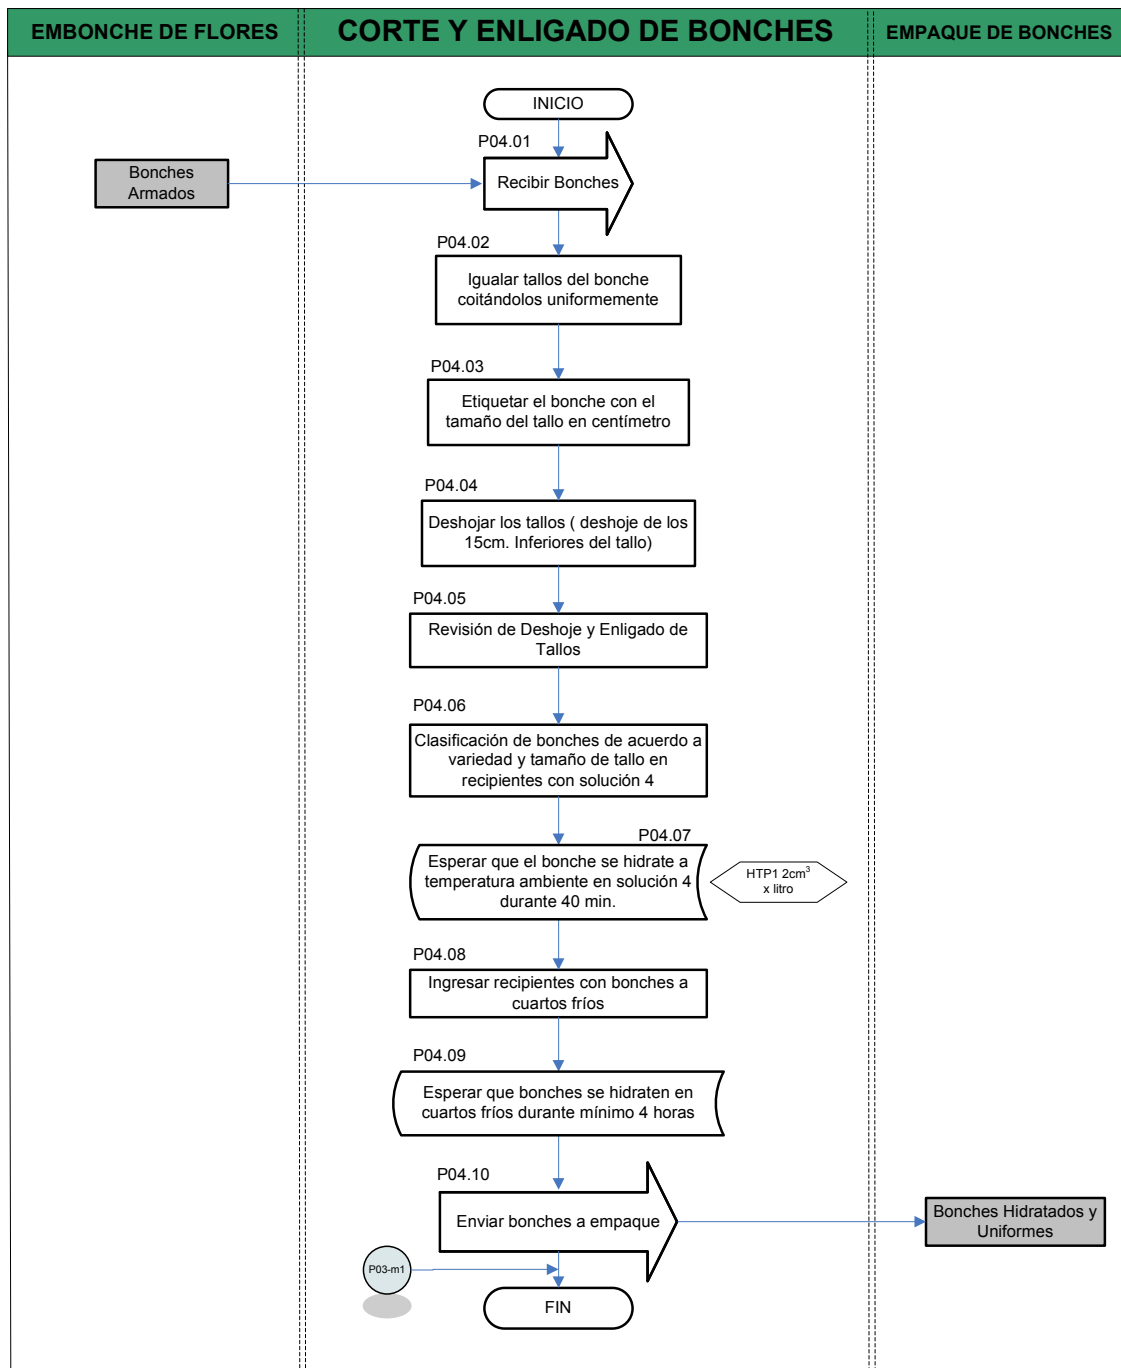 EMBONCHE DE FLORES
CORTE Y ENLIGADO DE BONCHES
EMPAQUE DE BONCHES
INICIO
P04.01
Bonches
Armados
Recibir Bonches
P04.02
Igualar tallos del bonche
coitándolos uniformemente
P04.03
Etiquetar el bonche con el
tamaño del tallo en centímetro
P04.04
Deshojar los tallos ( deshoje de los
15cm. Inferiores del tallo)
P04.05
Revisión de Deshoje y Enligado de
Tallos
P04.06
Clasificación de bonches de acuerdo a
variedad y tamaño de tallo en
recipientes con solución 4
P04.07
Esperar que el bonche se hidrate a
temperatura ambiente en solución 4
durante 40 min.
HTP1 2cm³
x litro
P04.08
Ingresar recipientes con bonches a
cuartos fríos
P04.09
Esperar que bonches se hidraten en
cuartos fríos durante mínimo 4 horas
P04.10
Enviar bonches a empaque
Bonches Hidratados y
Uniformes
P03-m1
FIN